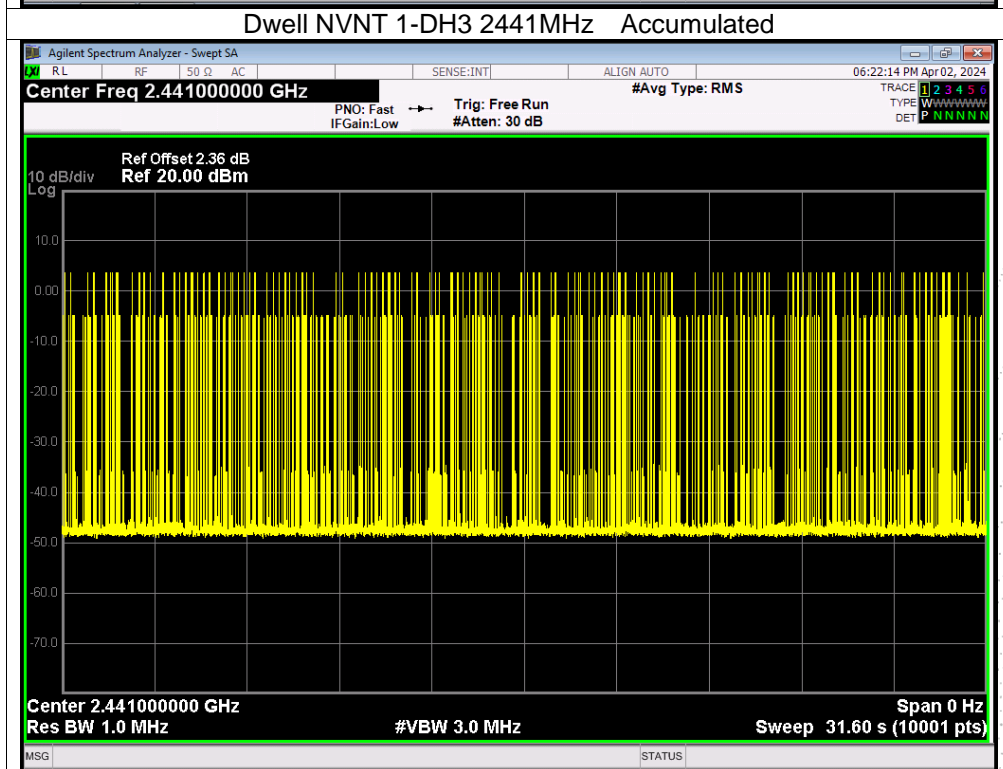 Dwell NVNT 1-DH3 2441MHz Accumulated
Agilent Spectrum Analyzer - Swept SA
LXI RL RF 50 Ω AC SENSE:INT ALIGN AUTO 06:22:14 PM Apr 02, 2024
Center Freq 2.441000000 GHz #Avg Type: RMS TRACE 1 2 3 4 5 6
PNO: Fast Trig: Free Run TYPE WWWWWW
IFGain:Low #Atten: 30 dB DET P N N N N N
Ref Offset 2.36 dB
10 dB/div Ref 20.00 dBm
Log
10.0
0.00
-10.0
-20.0
-30.0
-40.0
-50.0
-60.0
-70.0
Center 2.441000000 GHz Span 0 Hz
Res BW 1.0 MHz #VBW 3.0 MHz Sweep 31.60 s (10001 pts)
MSG STATUS